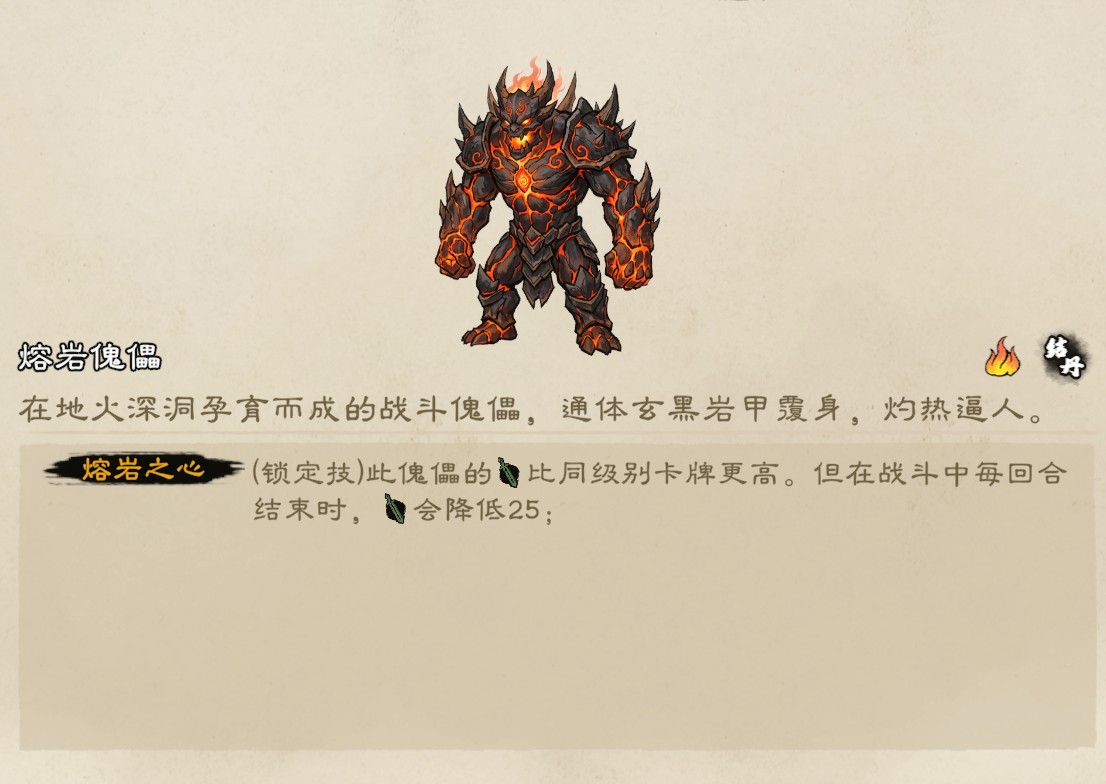 熔岩傀儡
结丹
在地火深洞孕育而成的战斗傀儡，通体玄黑岩甲覆身，灼热逼人。
熔岩之心 (锁定技)此傀儡的比同级别卡牌更高。但在战斗中每回合
结束时，会降低25；